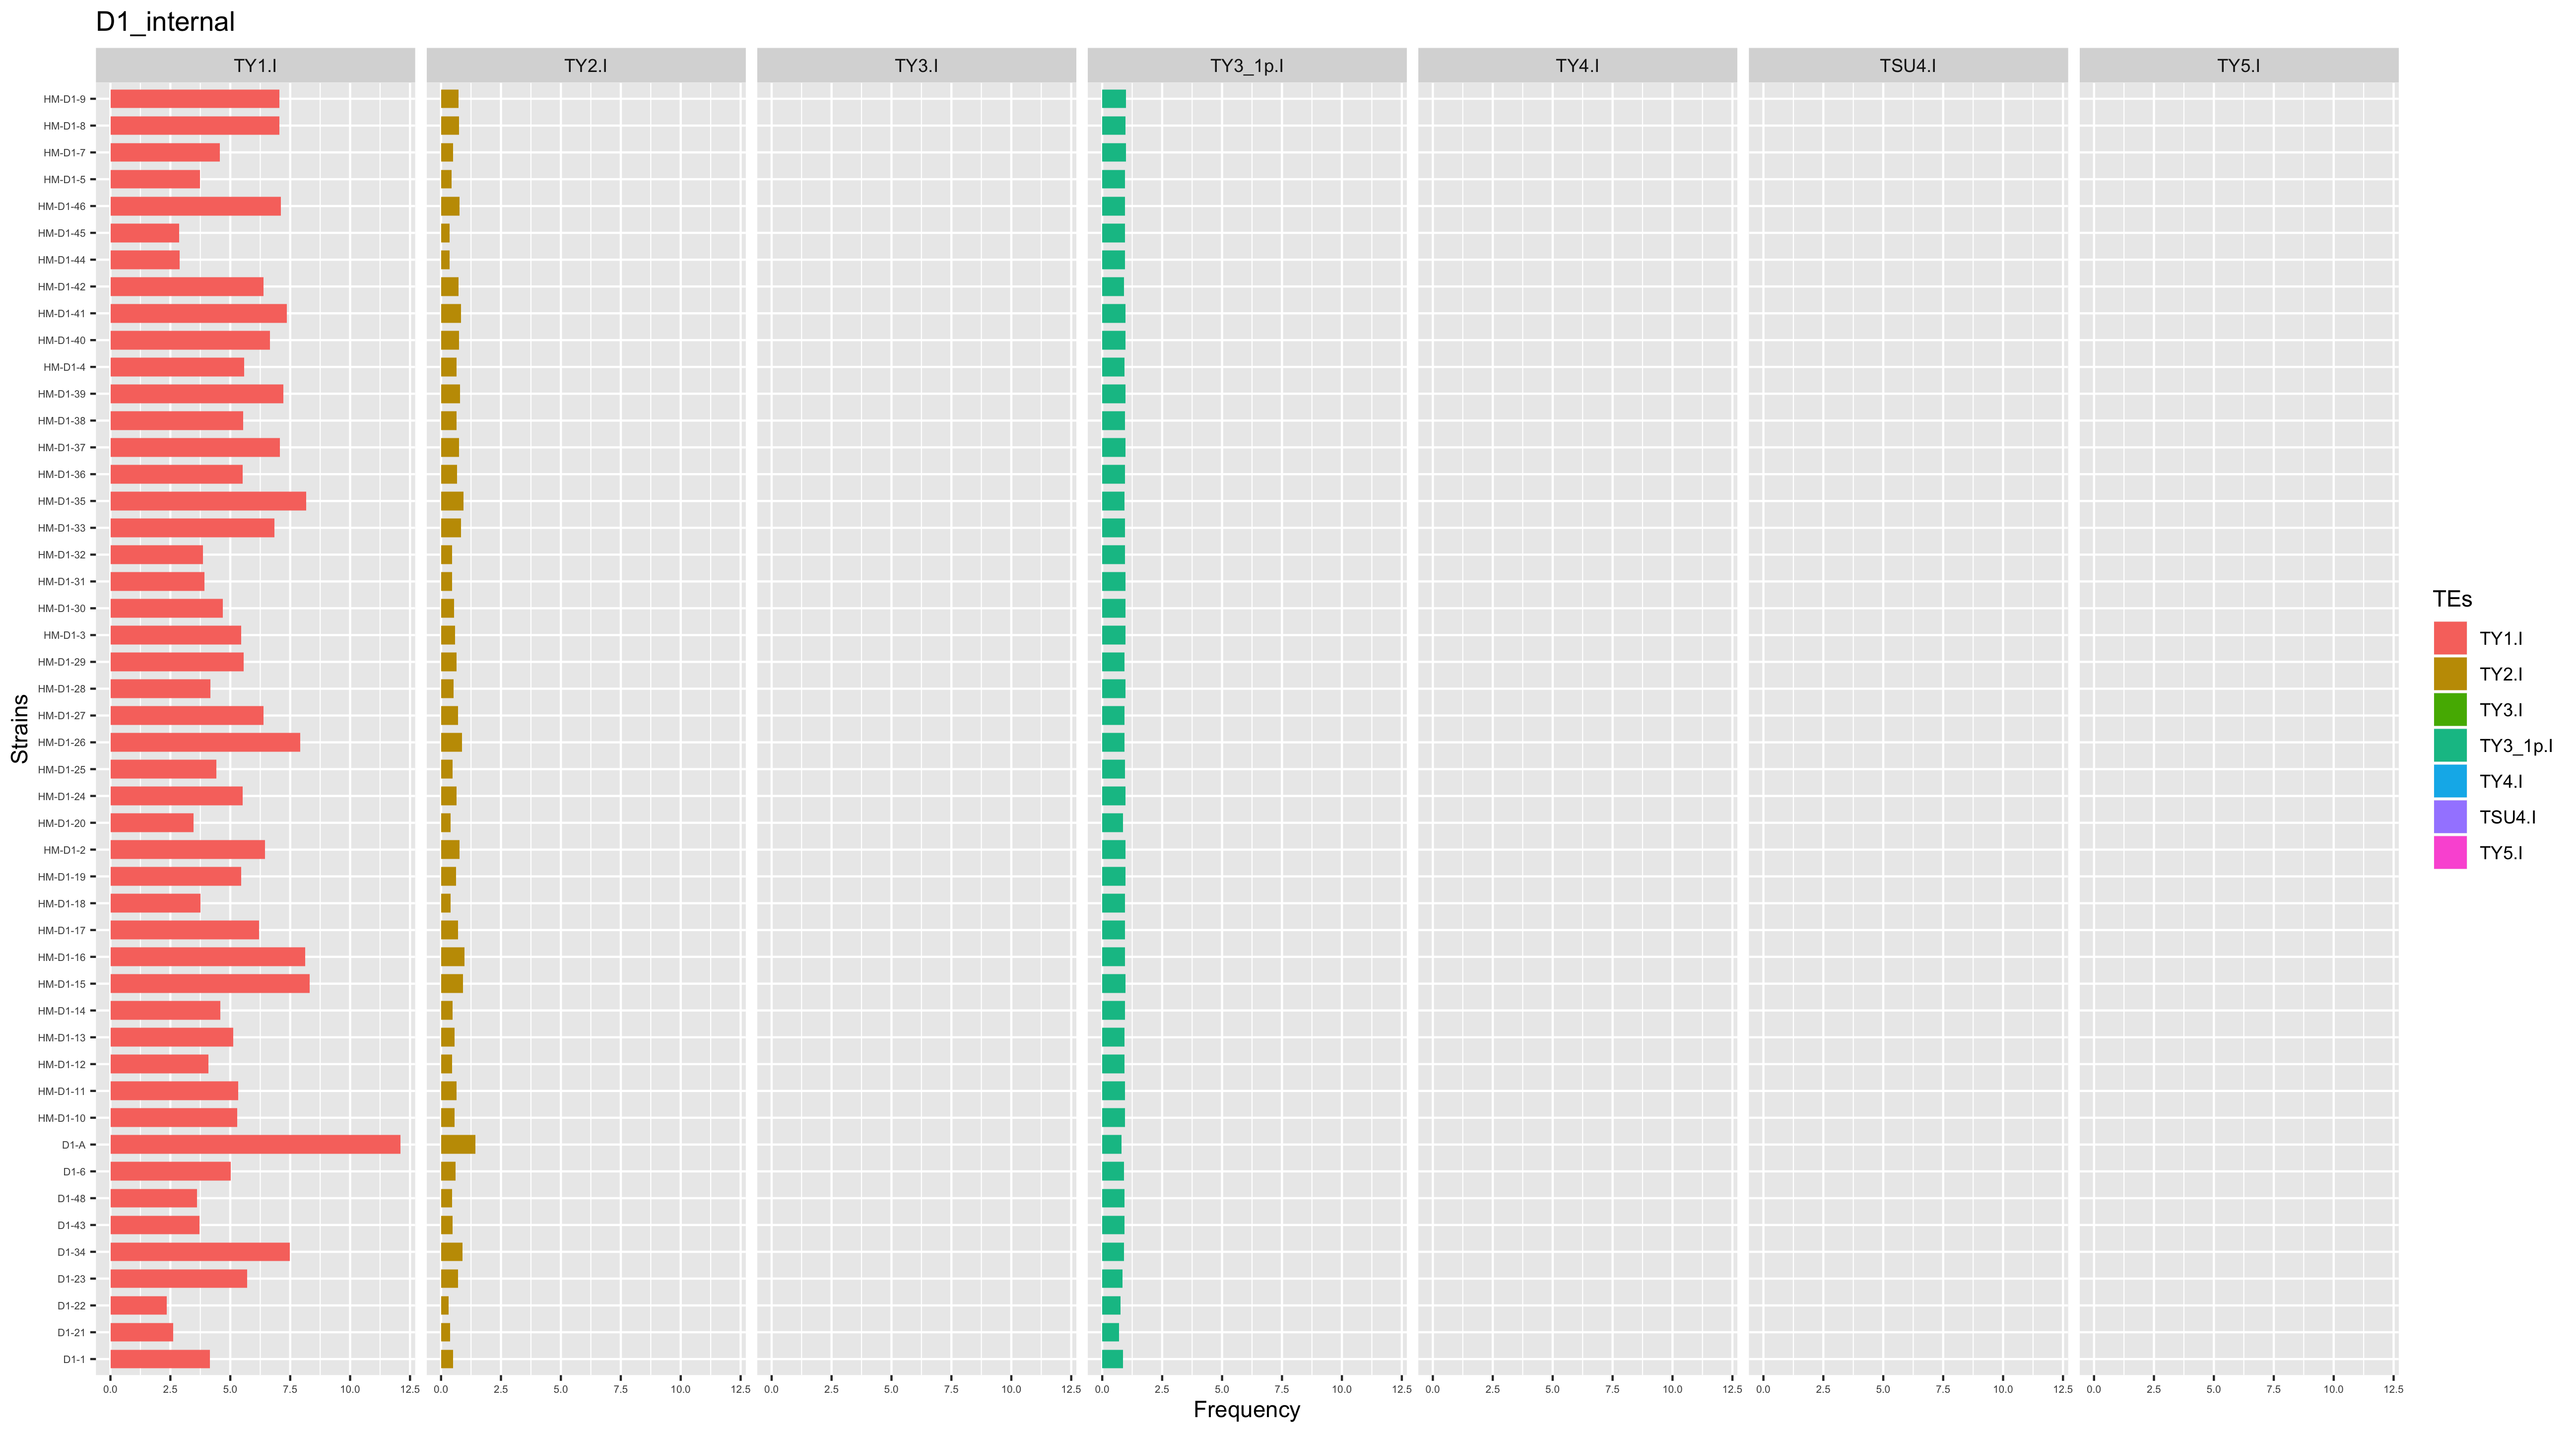 D1_internal
TY1.I TY2.I TY3.I TY3_1p.I TY4.I TSU4.I TY5.I
HM-D1-9
HM-D1-8
HM-D1-7
HM-D1-5
HM-D1-46
HM-D1-45
HM-D1-44
HM-D1-42
HM-D1-41
HM-D1-40
HM-D1-4
HM-D1-39
HM-D1-38
HM-D1-37
HM-D1-36
HM-D1-35
HM-D1-33
HM-D1-32
HM-D1-31
HM-D1-30
HM-D1-3
HM-D1-29
HM-D1-28
HM-D1-27
HM-D1-26
HM-D1-25
HM-D1-24
HM-D1-20
HM-D1-2
HM-D1-19
HM-D1-18
HM-D1-17
HM-D1-16
HM-D1-15
HM-D1-14
HM-D1-13
HM-D1-12
HM-D1-11
HM-D1-10
D1-A
D1-6
D1-48
D1-43
D1-34
D1-23
D1-22
D1-21
D1-1
Strains
0.0 2.5 5.0 7.5 10.0 12.5 0.0 2.5 5.0 7.5 10.0 12.5 0.0 2.5 5.0 7.5 10.0 12.5 0.0 2.5 5.0 7.5 10.0 12.5 0.0 2.5 5.0 7.5 10.0 12.5 0.0 2.5 5.0 7.5 10.0 12.5 0.0 2.5 5.0 7.5 10.0 12.5
Frequency
TEs
TY1.I
TY2.I
TY3.I
TY3_1p.I
TY4.I
TSU4.I
TY5.I